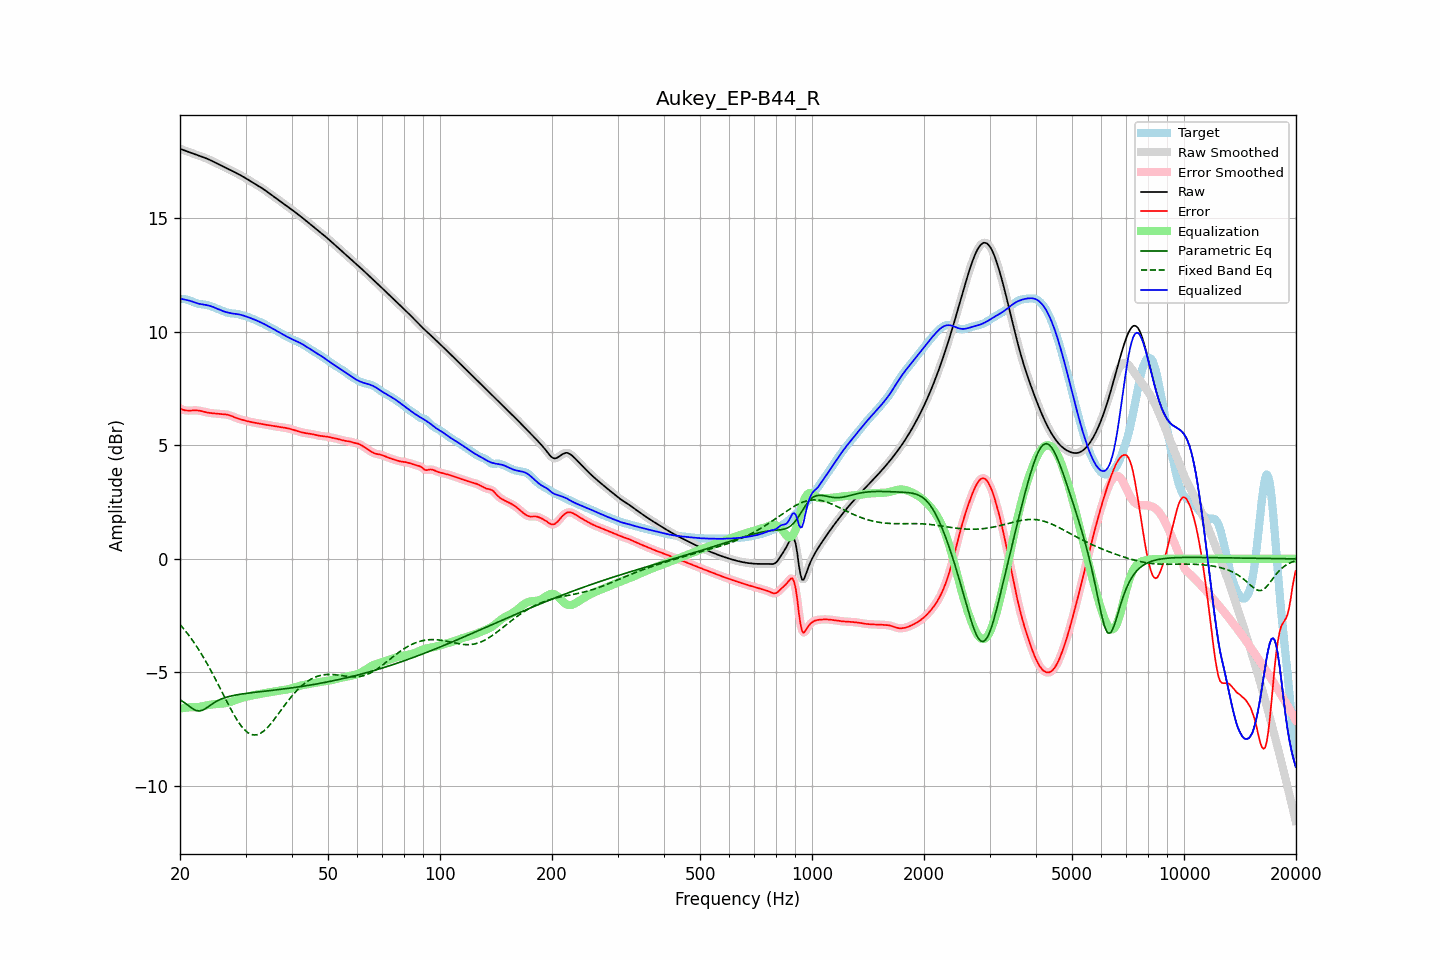 Aukey_EP-B44_R
Target
Raw Smoothed
Error Smoothed
Raw
Error
Equalization
Parametric Eq
Fixed Band Eq
Equalized
Amplitude (dBr)
15
10
5
0
−5
−10
20 50 100 200 500 1000 2000 5000 10000 20000
Frequency (Hz)